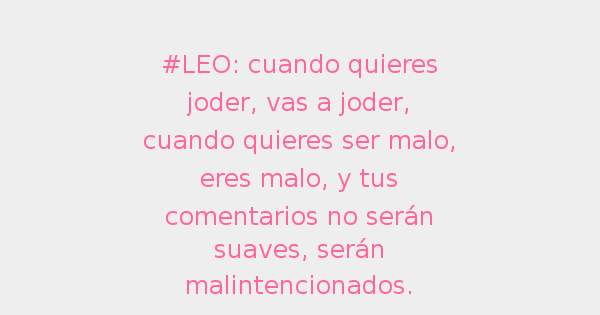 #LEO: cuando quieres
joder, vas a joder,
cuando quieres ser malo,
eres malo, y tus
comentarios no serán
suaves, serán
malintencionados.